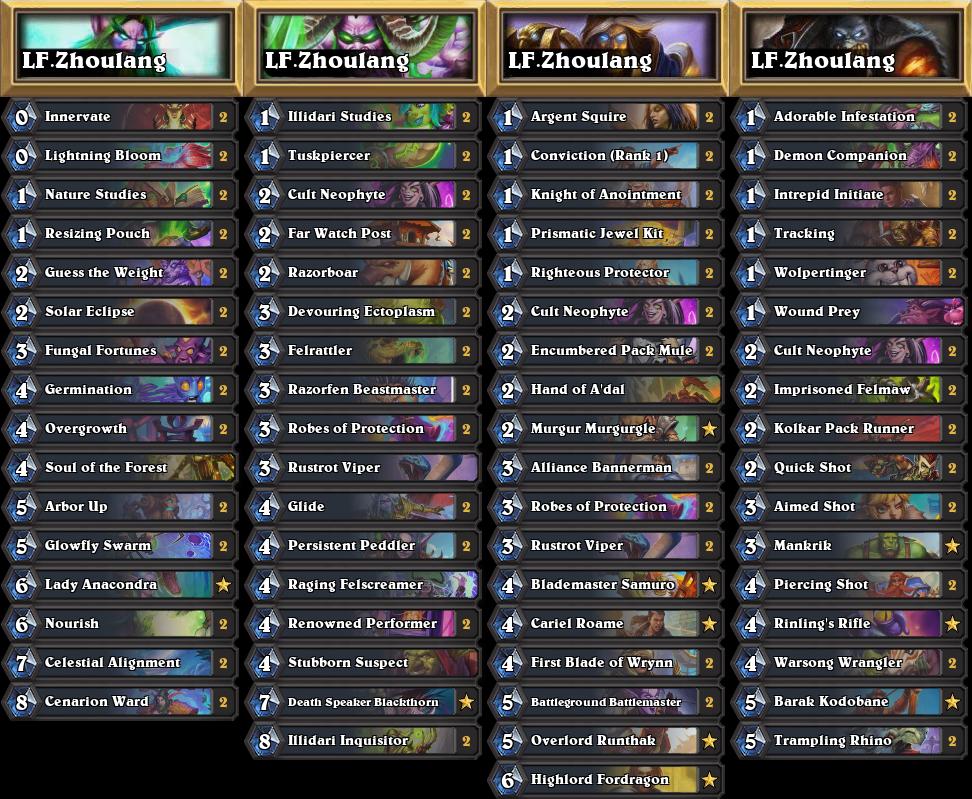 LF.Zhoulang
0 Innervate 2
0 Lightning Bloom 2
1 Nature Studies 2
1 Resizing Pouch 2
2 Guess the Weight 2
2 Solar Eclipse 2
3 Fungal Fortunes 2
4 Germination 2
4 Overgrowth 2
4 Soul of the Forest
5 Arbor Up 2
5 Glowfly Swarm 2
6 Lady Anacondra
6 Nourish 2
7 Celestial Alignment 2
8 Cenarion Ward 2
LF.Zhoulang
1 Illidari Studies 2
1 Tuskpiercer 2
2 Cult Neophyte 2
2 Far Watch Post 2
2 Razorboar 2
3 Devouring Ectoplasm 2
3 Felrattler 2
3 Razorfen Beastmaster 2
3 Robes of Protection 2
3 Rustrot Viper
4 Glide 2
4 Persistent Peddler 2
4 Raging Felscreamer
4 Renowned Performer 2
4 Stubborn Suspect
7 Death Speaker Blackthorn
8 Illidari Inquisitor 2
LF.Zhoulang
1 Argent Squire 2
1 Conviction (Rank 1) 2
1 Knight of Anointment 2
1 Prismatic Jewel Kit 2
1 Righteous Protector 2
2 Cult Neophyte 2
2 Encumbered Pack Mule 2
2 Hand of A'dal
2 Murgur Murgurgle
3 Alliance Bannerman 2
3 Robes of Protection 2
3 Rustrot Viper 2
4 Blademaster Samuro
4 Cariel Roame
4 First Blade of Wrynn 2
5 Battleground Battlemaster 2
5 Overlord Runthak
6 Highlord Fordragon
LF.Zhoulang
1 Adorable Infestation 2
1 Demon Companion 2
1 Intrepid Initiate 2
1 Tracking 2
1 Wolpertinger 2
1 Wound Prey
2 Cult Neophyte 2
2 Imprisoned Felmaw 2
2 Kolkar Pack Runner 2
2 Quick Shot 2
3 Aimed Shot 2
3 Mankrik
4 Piercing Shot 2
4 Rinling's Rifle
4 Warsong Wrangler 2
5 Barak Kodobane
5 Trampling Rhino 2